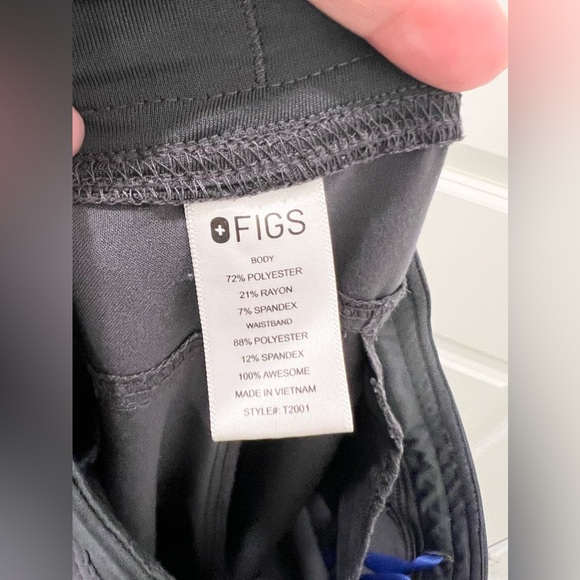 FIGS
BODY
72% POLYESTER
21% RAYON
7% SPANDEX
WAISTBAND
88% POLYESTER
12% SPANDEX
100% AWESOME
MADE IN VIETNAM
STYLE#: T2001